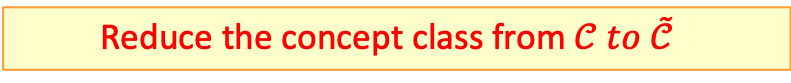 Reduce the concept class from 𝒞 to 𝒞̃